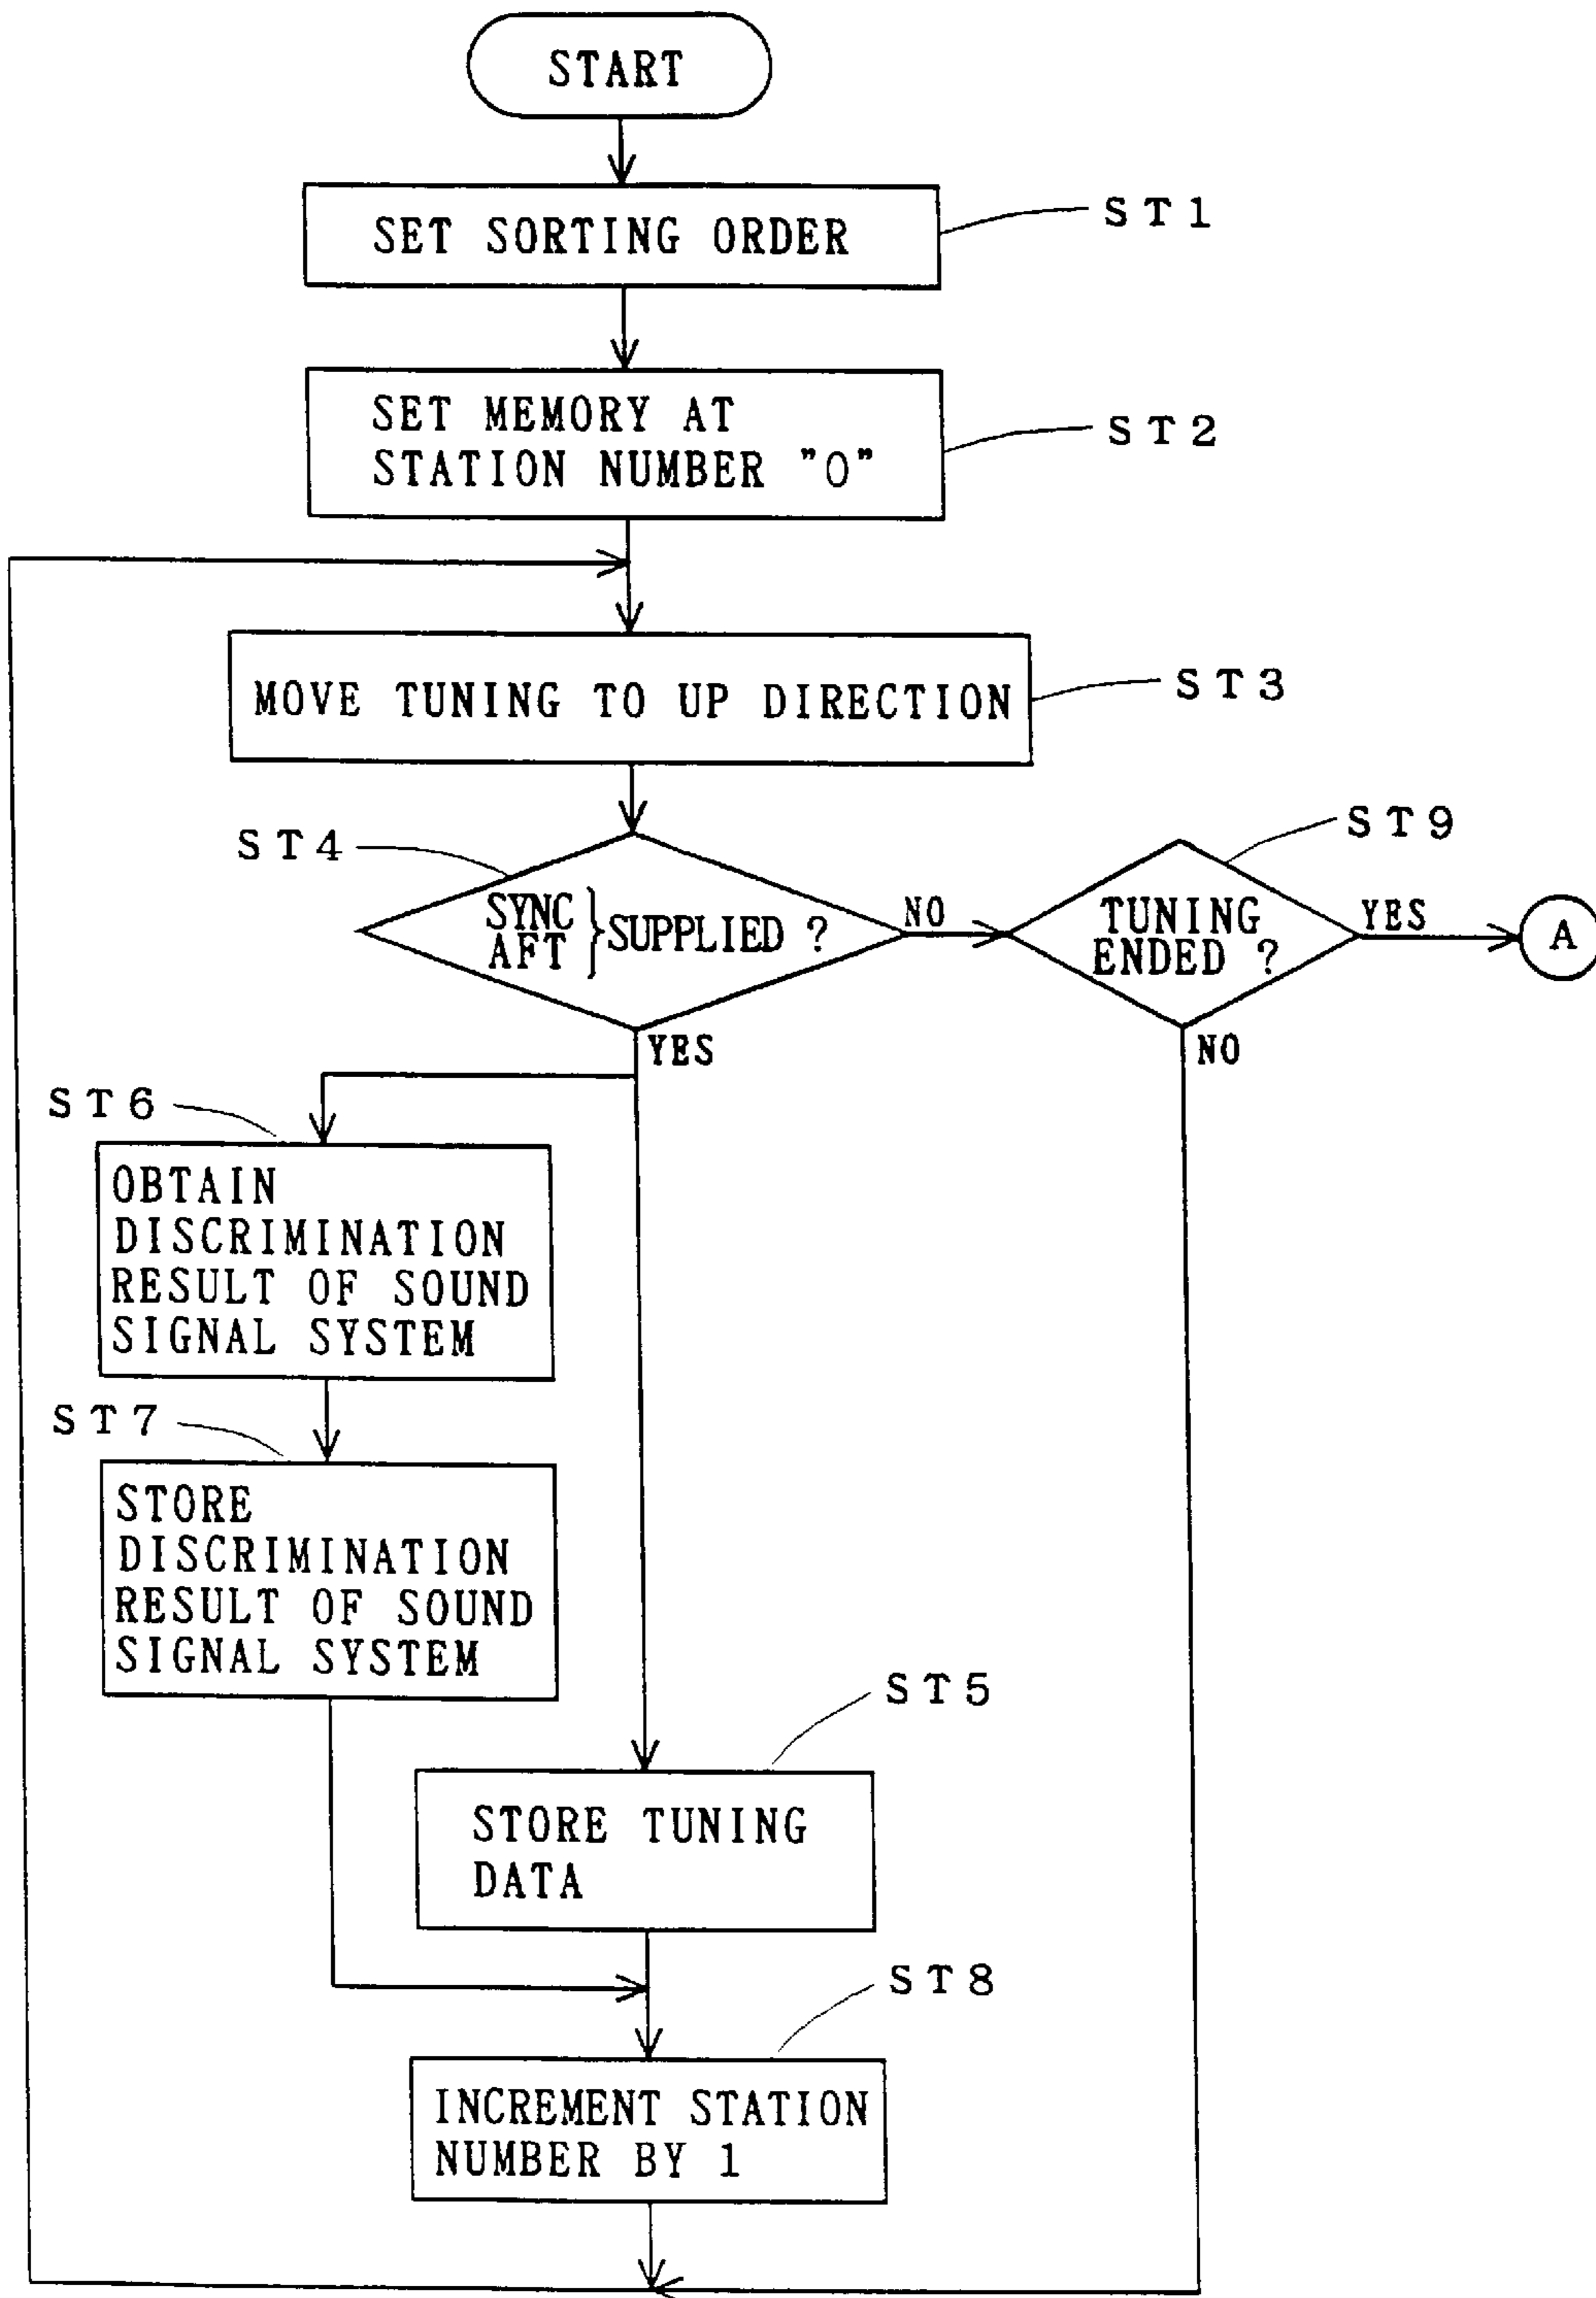 START
SET SORTING ORDER
ST1
SET MEMORY AT
STATION NUMBER "0"
ST2
MOVE TUNING TO UP DIRECTION
ST3
ST4
SYNC
AFT
} SUPPLIED ?
NO
ST9
TUNING
ENDED ?
YES
A
YES
NO
ST6
OBTAIN
DISCRIMINATION
RESULT OF SOUND
SIGNAL SYSTEM
ST7
STORE
DISCRIMINATION
RESULT OF SOUND
SIGNAL SYSTEM
ST5
STORE TUNING
DATA
ST8
INCREMENT STATION
NUMBER BY 1